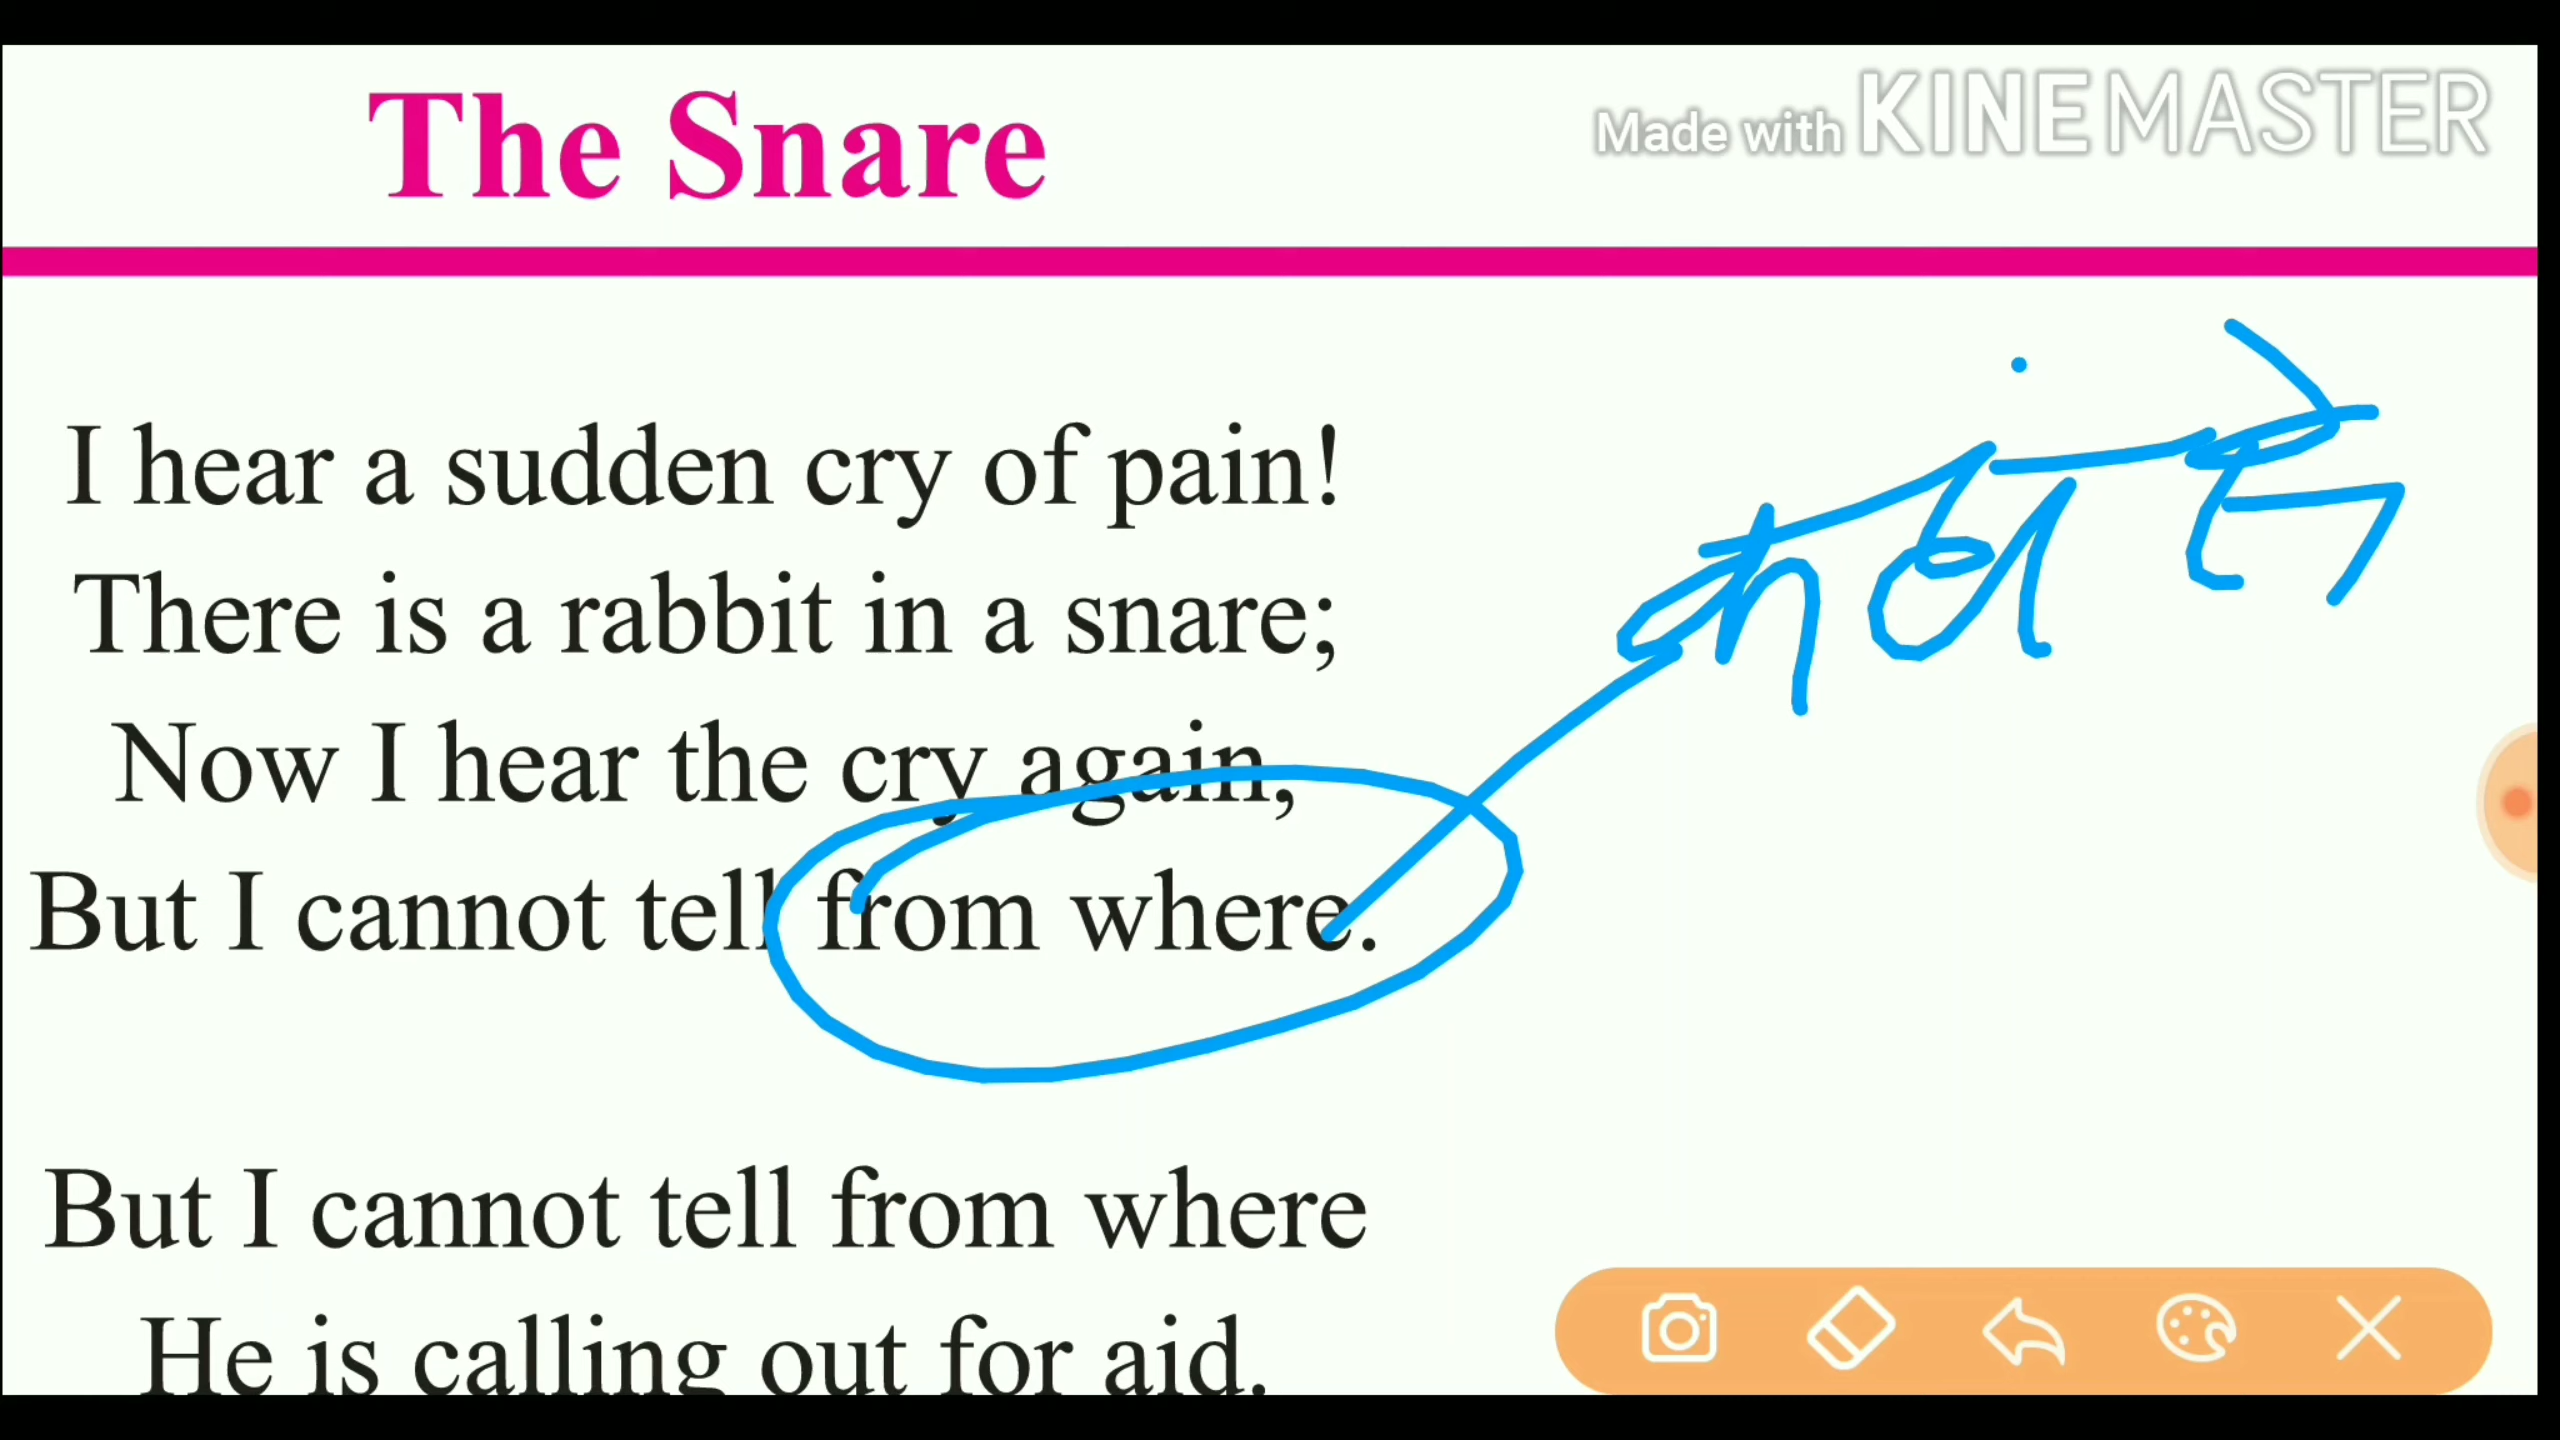 The Snare
Made with KINEMASTER
I hear a sudden cry of pain!
There is a rabbit in a snare;
Now I hear the cry again,
But I cannot tell from where.
But I cannot tell from where
He is calling out for aid.